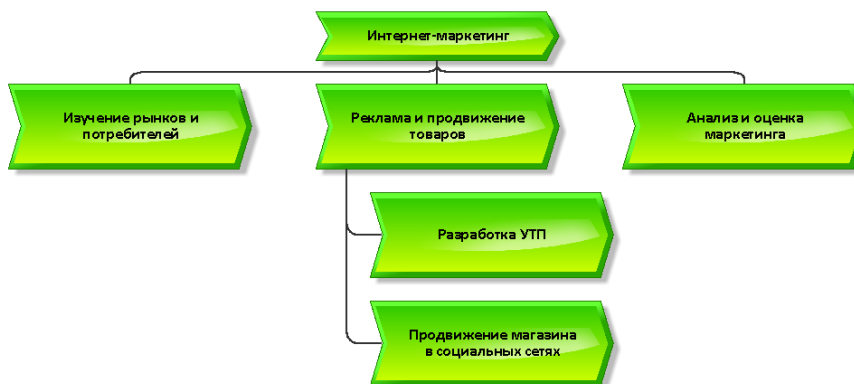 Интернет-маркетинг
Изучение рынков и
потребителей
Реклама и продвижение
товаров
Анализ и оценка
маркетинга
Разработка УТП
Продвижение магазина
в социальных сетях